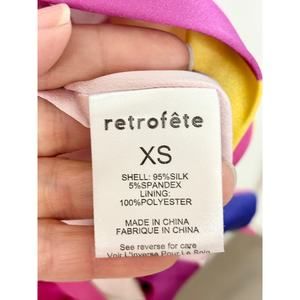 retrofête
XS
SHELL: 95%SILK
5%SPANDEX
LINING:
100%POLYESTER
MADE IN CHINA
FABRIQUE IN CHINA
See reverse for care
Voir L'inverse Pour Le Soin